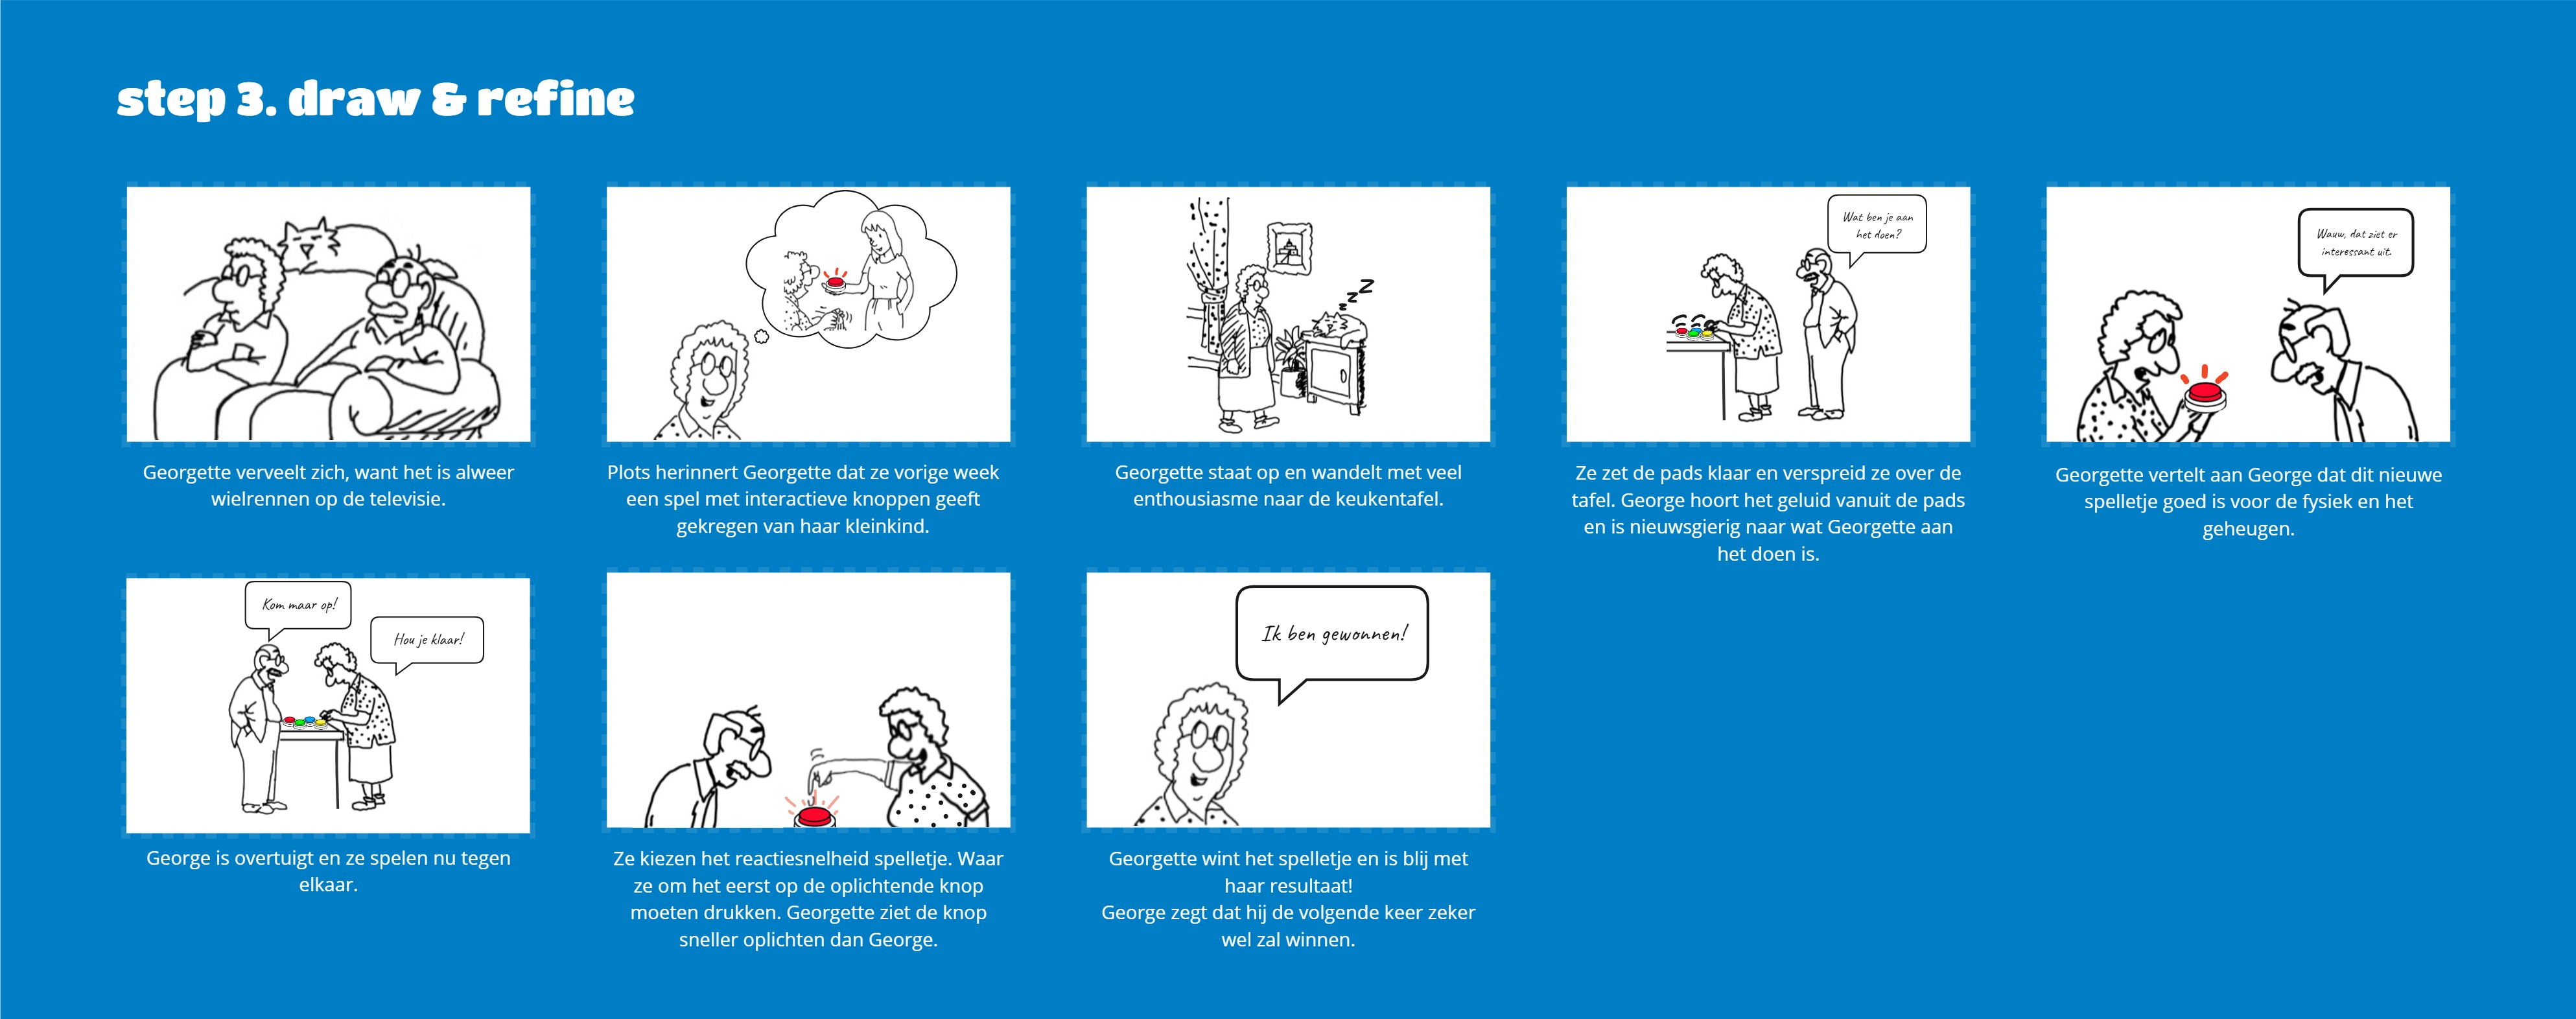 step 3. draw & refine
Georgette verveelt zich, want het is alweer
wielrennen op de televisie.
Plots herinnert Georgette dat ze vorige week
een spel met interactieve knoppen geeft
gekregen van haar kleinkind.
Georgette staat op en wandelt met veel
enthousiasme naar de keukentafel.
Wat ben je aan
het doen?
Ze zet de pads klaar en verspreid ze over de
tafel. George hoort het geluid vanuit de pads
en is nieuwsgierig naar wat Georgette aan
het doen is.
Wauw, dat ziet er
interessant uit.
Georgette vertelt aan George dat dit nieuwe
spelletje goed is voor de fysiek en het
geheugen.
Kom maar op!
Hou je klaar!
George is overtuigt en ze spelen nu tegen
elkaar.
Ze kiezen het reactiesnelheid spelletje. Waar
ze om het eerst op de oplichtende knop
moeten drukken. Georgette ziet de knop
sneller oplichten dan George.
Ik ben gewonnen!
Georgette wint het spelletje en is blij met
haar resultaat!
George zegt dat hij de volgende keer zeker
wel zal winnen.
z z Z